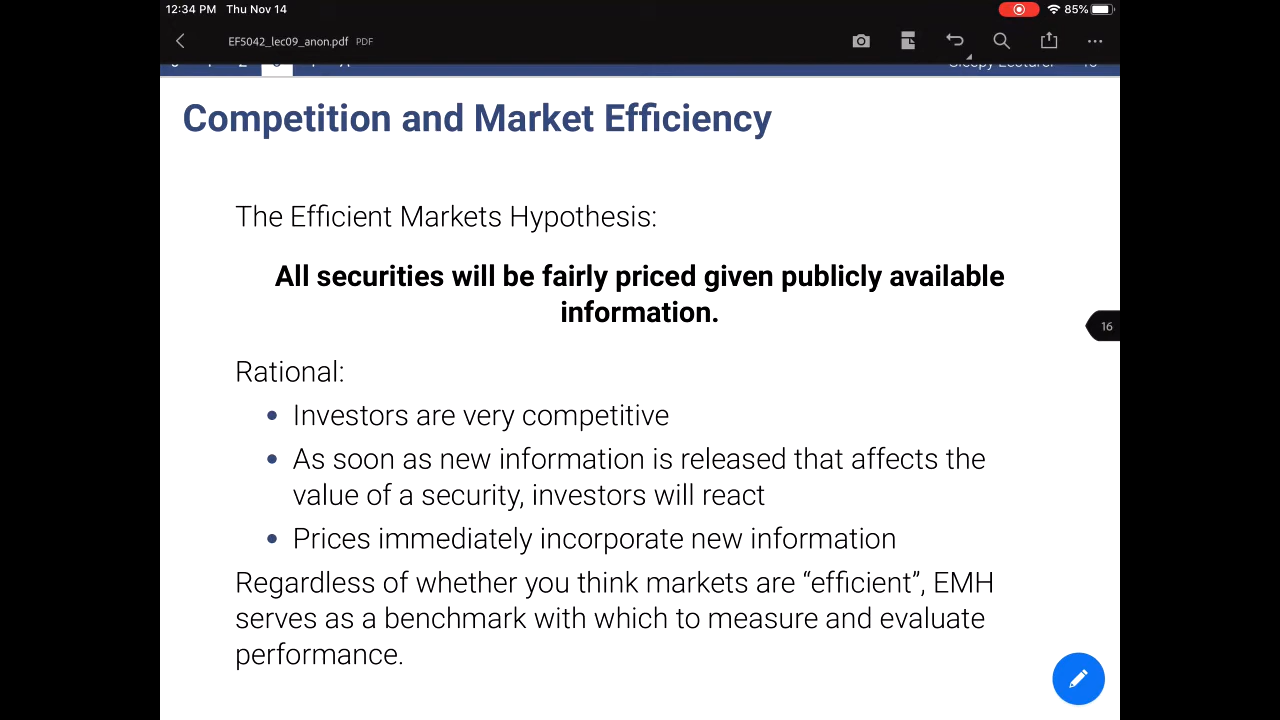 12:34 PM Thu Nov 14
85%
EF5042_lec09_anon.pdf PDF
Competition and Market Efficiency
The Efficient Markets Hypothesis:
All securities will be fairly priced given publicly available
information.
16
Rational:
• Investors are very competitive
• As soon as new information is released that affects the
value of a security, investors will react
• Prices immediately incorporate new information
Regardless of whether you think markets are “efficient”, EMH
serves as a benchmark with which to measure and evaluate
performance.